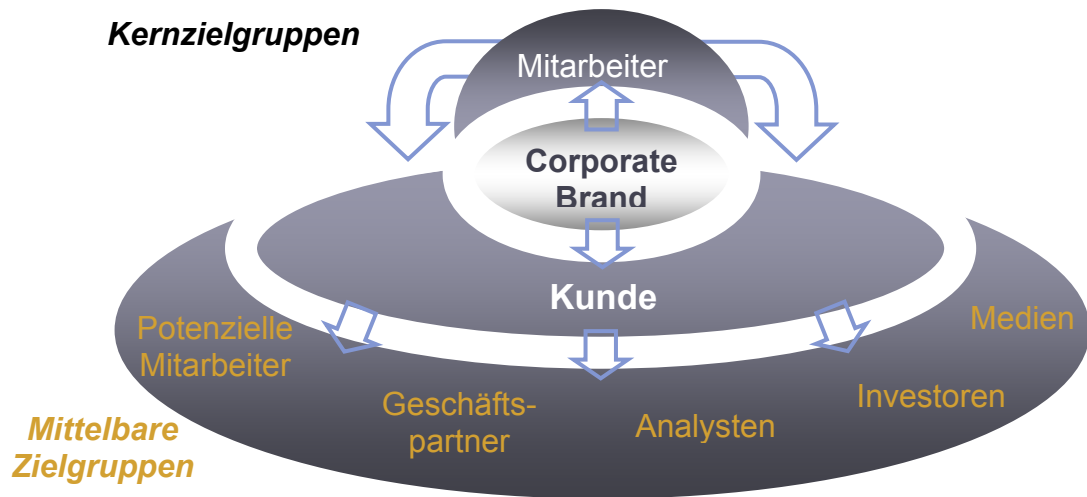 Kernzielgruppen
Mitarbeiter
Corporate
Brand
Kunde
Potenzielle
Mitarbeiter
Geschäfts-
partner
Analysten
Investoren
Medien
Mittelbare
Zielgruppen